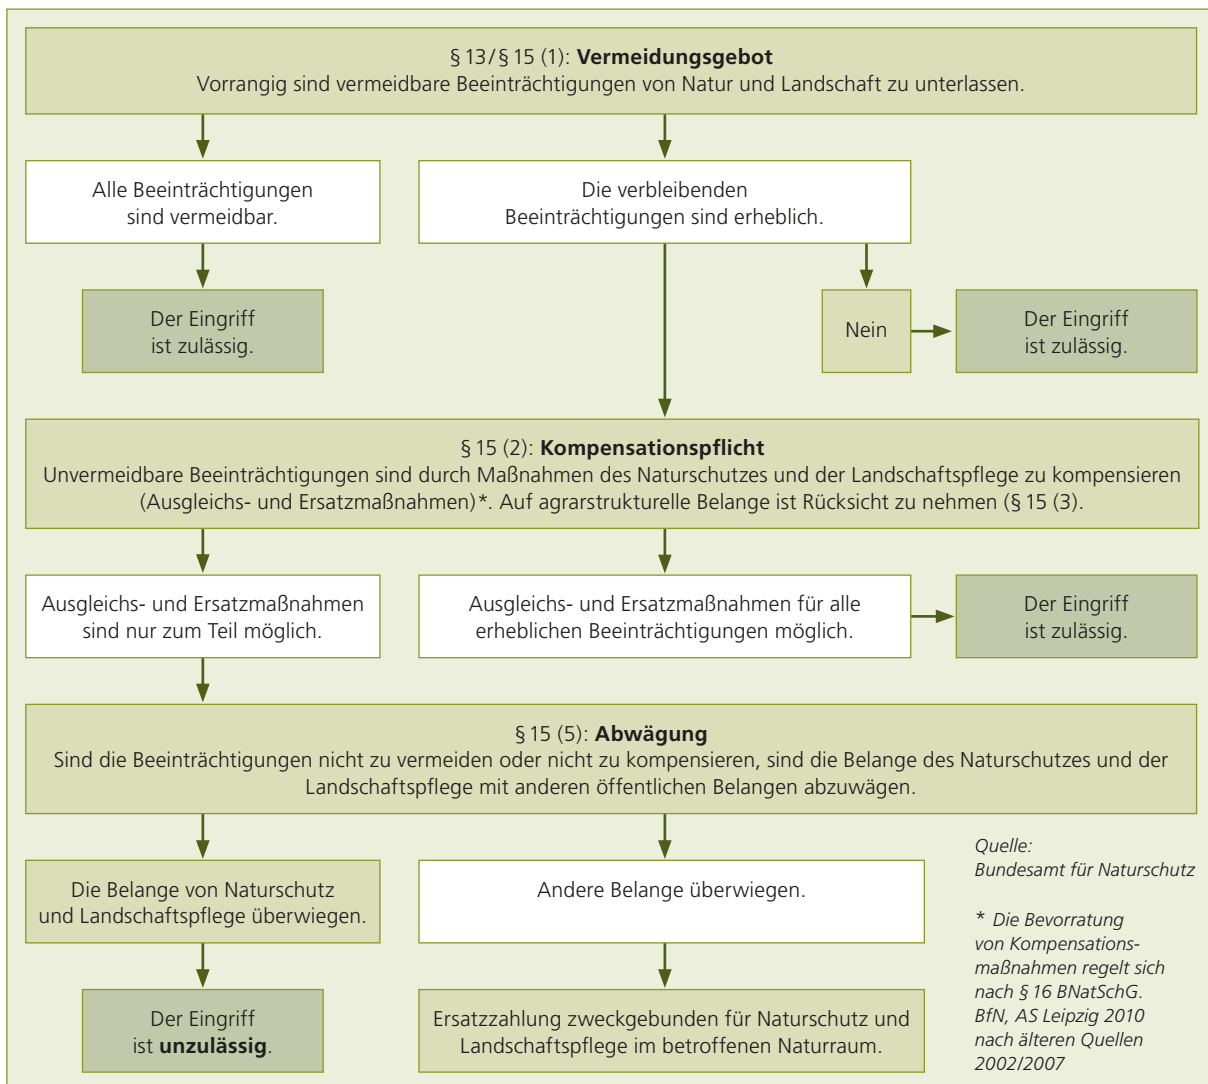 § 13/§ 15 (1): Vermeidungsgebot
Vorrangig sind vermeidbare Beeinträchtigungen von Natur und Landschaft zu unterlassen.
Alle Beeinträchtigungen
sind vermeidbar.
Die verbleibenden
Beeinträchtigungen sind erheblich.
Der Eingriff
ist zulässig.
Nein
Der Eingriff
ist zulässig.
§ 15 (2): Kompensationspflicht
Unvermeidbare Beeinträchtigungen sind durch Maßnahmen des Naturschutzes und der Landschaftspflege zu kompensieren
(Ausgleichs- und Ersatzmaßnahmen)*. Auf agrarstrukturelle Belange ist Rücksicht zu nehmen (§ 15 (3).
Ausgleichs- und Ersatzmaßnahmen
sind nur zum Teil möglich.
Ausgleichs- und Ersatzmaßnahmen für alle
erheblichen Beeinträchtigungen möglich.
Der Eingriff
ist zulässig.
§ 15 (5): Abwägung
Sind die Beeinträchtigungen nicht zu vermeiden oder nicht zu kompensieren, sind die Belange des Naturschutzes und der
Landschaftspflege mit anderen öffentlichen Belangen abzuwägen.
Die Belange von Naturschutz
und Landschaftspflege überwiegen.
Andere Belange überwiegen.
Der Eingriff
ist unzulässig.
Ersatzzahlung zweckgebunden für Naturschutz und
Landschaftspflege im betroffenen Naturraum.
Quelle:
Bundesamt für Naturschutz
* Die Bevorratung
von Kompensations-
maßnahmen regelt sich
nach § 16 BNatSchG.
BfN, AS Leipzig 2010
nach älteren Quellen
2002/2007